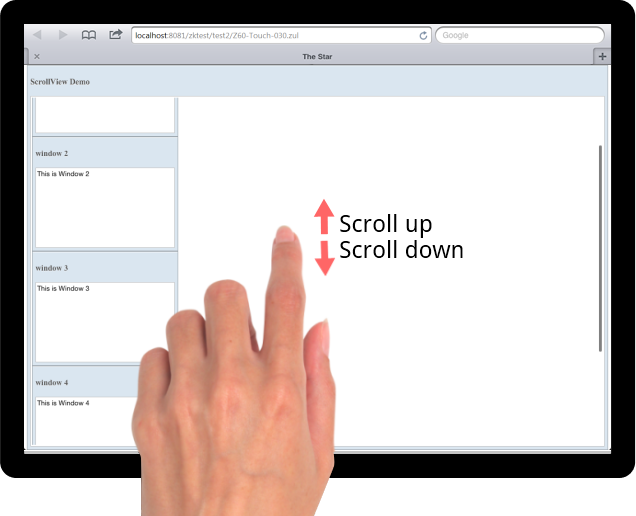 localhost:8081/zktest/test2/Z60-Touch-030.zul
Google
The Star
ScrollView Demo
window 2
This is Window 2
Scroll up
Scroll down
window 3
This is Window 3
window 4
This is Window 4